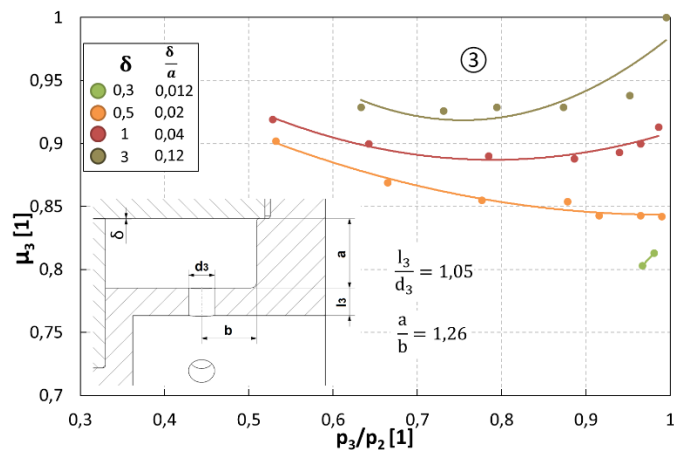 1
0,95
0,9
0,85
0,8
0,75
0,7
μ₃ [1]
0,3 0,4 0,5 0,6 0,7 0,8 0,9 1
p₃/p₂ [1]
③
δ δ/a
0,3 0,012
0,5 0,02
1 0,04
3 0,12
δ
d₃
a
l₃
b
l₃/d₃ = 1,05
a/b = 1,26